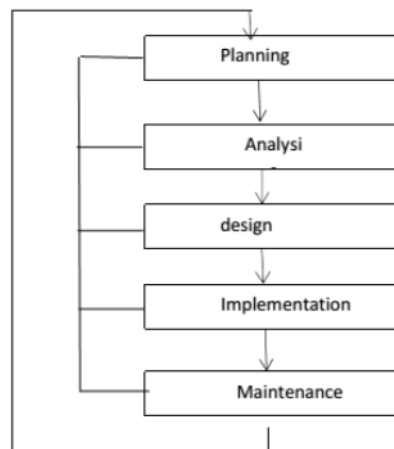 Planning
Analysi
design
Implementation
Maintenance